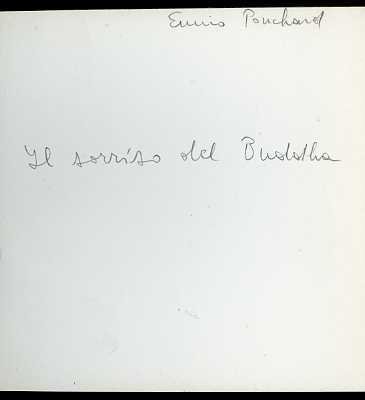 Ennio Pouchard
Il sorriso del Buddha